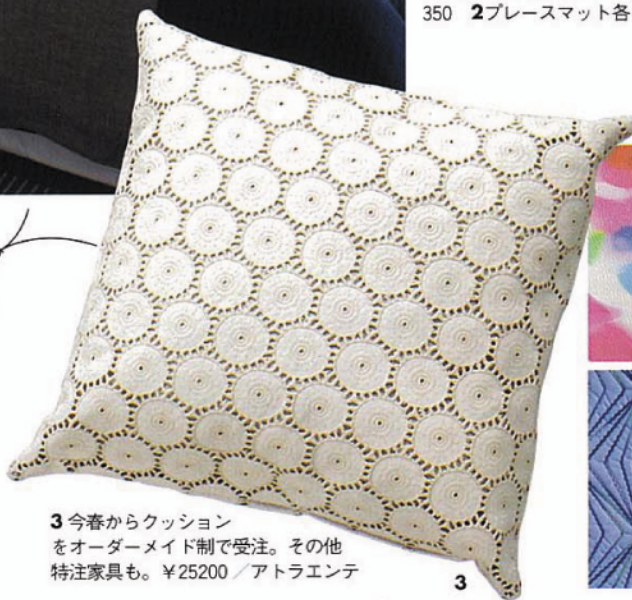 350 2プレースマット各
3 今春からクッション
をオーダーメイド制で受注。その他
特注家具も。¥25200／アトラエンテ
3